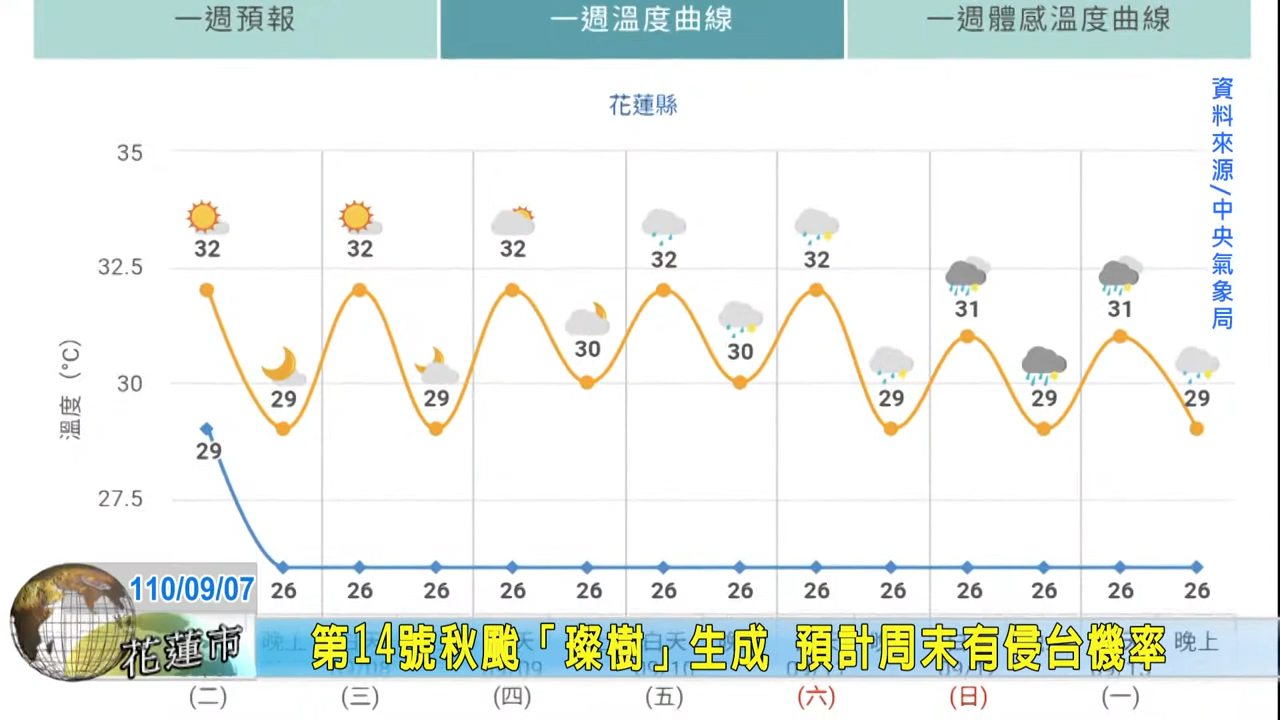 一週預報
一週溫度曲線
一週體感溫度曲線
花蓮縣
資料來源/中央氣象局
35
32.5
30
27.5
溫度 (°C)
32
32
32
32
32
31
31
29
29
30
30
29
29
29
29
26
26
26
26
26
26
26
26
26
26
26
26
26
110/09/07
花蓮市
第14號秋颱「璨樹」生成 預計周末有侵台機率
晚上
白天
晚上
(二)
(三)
(四)
(五)
(六)
(日)
(一)